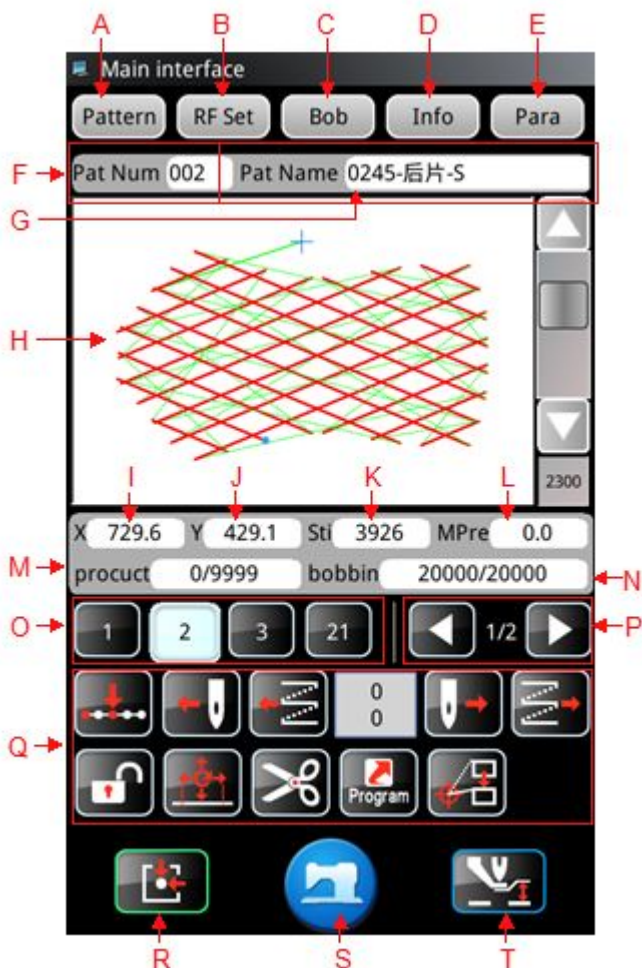 A B C D E
Main interface
Pattern RF Set Bob Info Para
F Pat Num 002 Pat Name 0245-后片-S
G
H
2300
I J K L
X 729.6 Y 429.1 Sti 3926 MPre 0.0
M procuct 0/9999 bobbin 20000/20000 N
O 1 2 3 21 1/2 P
0
0
Q
Program
R S T